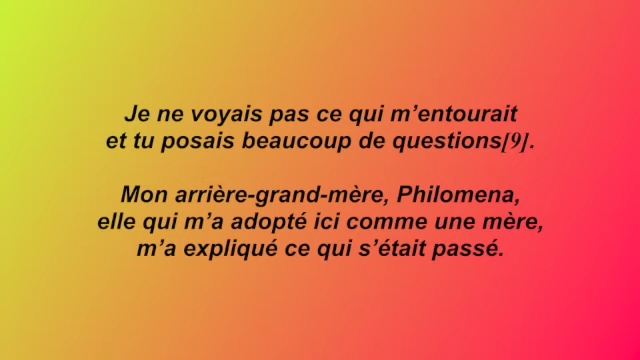 Je ne voyais pas ce qui m’entourait
et tu posais beaucoup de questions[9].
Mon arrière-grand-mère, Philomena,
elle qui m’a adopté ici comme une mère,
m’a expliqué ce qui s’était passé.